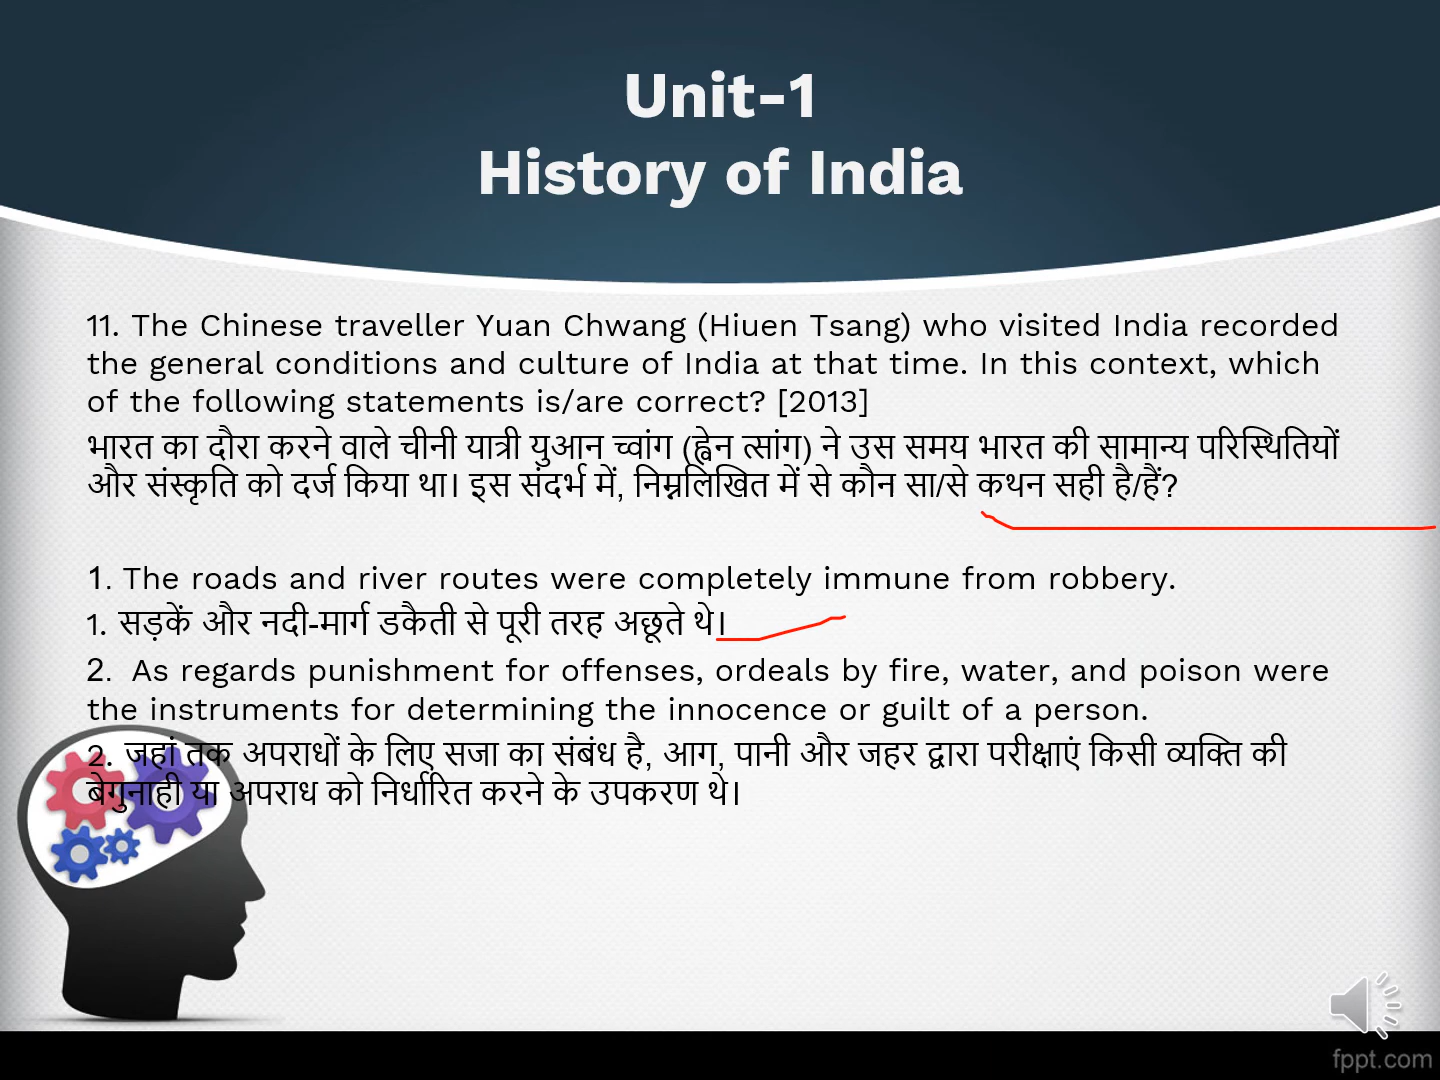 Unit-1
History of India
11. The Chinese traveller Yuan Chwang (Hiuen Tsang) who visited India recorded
the general conditions and culture of India at that time. In this context, which
of the following statements is/are correct? [2013]
भारत का दौरा करने वाले चीनी यात्री युआन च्वांग (ह्वेन त्सांग) ने उस समय भारत की सामान्य परिस्थितियों
और संस्कृति को दर्ज किया था। इस संदर्भ में, निम्नलिखित में से कौन सा/से कथन सही है/हैं?
1. The roads and river routes were completely immune from robbery.
1. सड़कें और नदी-मार्ग डकैती से पूरी तरह अछूते थे।
2. As regards punishment for offenses, ordeals by fire, water, and poison were
the instruments for determining the innocence or guilt of a person.
2. जहां तक अपराधों के लिए सजा का संबंध है, आग, पानी और जहर द्वारा परीक्षाएं किसी व्यक्ति की
बेगुनाही या अपराध को निर्धारित करने के उपकरण थे।
fppt.com